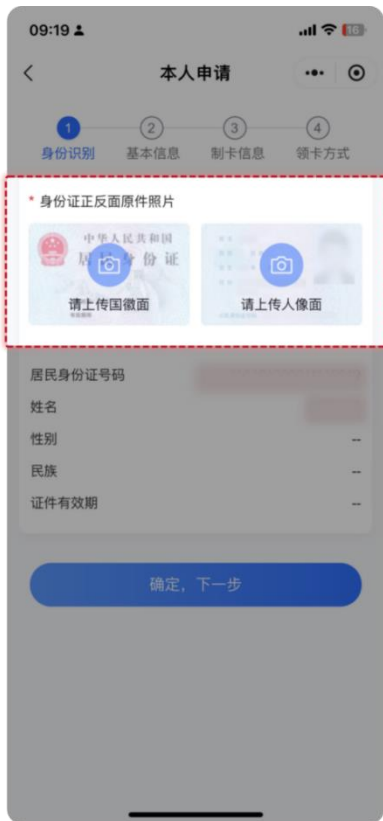 09:19
16
本人申请
1 2 3 4
身份识别 基本信息 制卡信息 领卡方式
* 身份证正反面原件照片
中华人民共和国
居民身份证
请上传国徽面 请上传人像面
居民身份证号码
姓名
性别 --
民族 --
证件有效期 --
确定，下一步